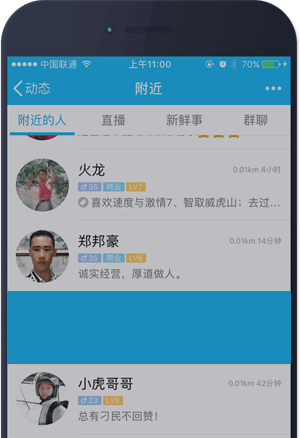 中国联通 上午11:00 70%
动态 附近
附近的人 直播 新鲜事 群聊
火龙 0.01km 4小时
♂35 商业 LV7
喜欢速度与激情7、智取威虎山；去过...
郑邦豪 0.01km 14分钟
♂35 商业 LV6
诚实经营，厚道做人。
小虎哥哥 0.01km 42分钟
♂23 LV6
总有刁民不回赞！